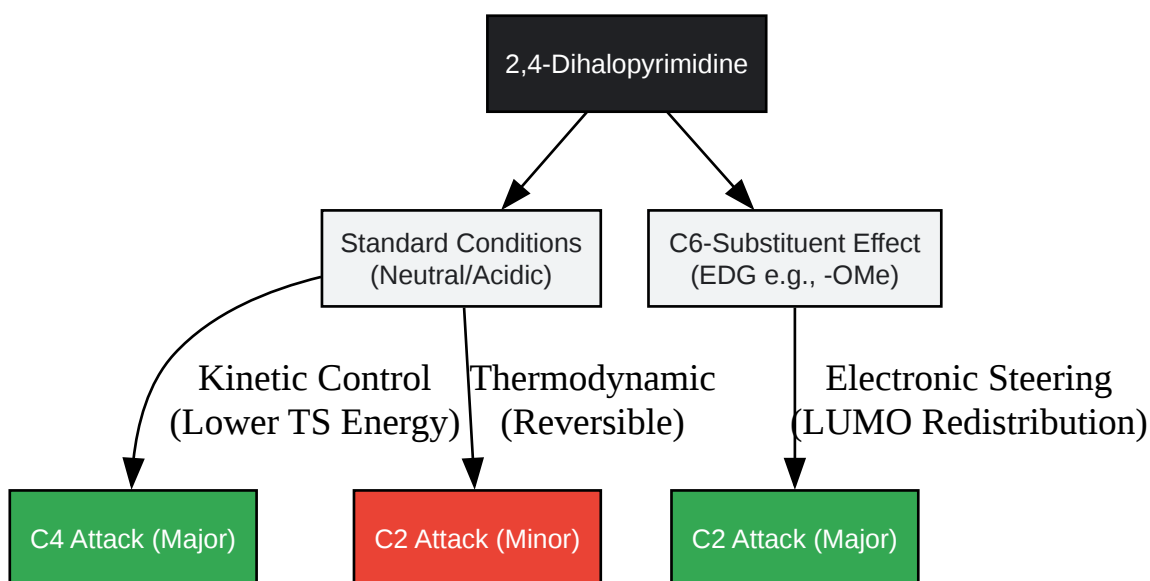 2,4-Dihalopyrimidine
Standard Conditions
(Neutral/Acidic)
C6-Substituent Effect
(EDG e.g., -OMe)
Kinetic Control
(Lower TS Energy)
Thermodynamic
(Reversible)
Electronic Steering
(LUMO Redistribution)
C4 Attack (Major)
C2 Attack (Minor)
C2 Attack (Major)